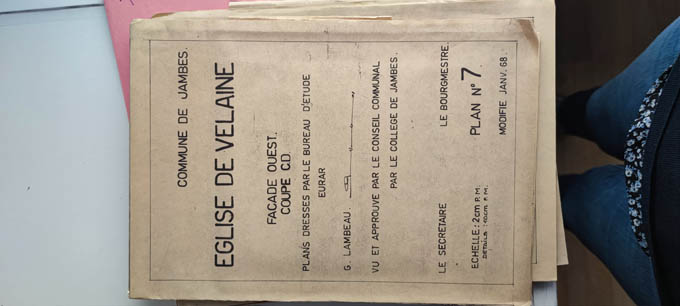 COMMUNE DE JAMBES.
EGLISE DE VELAINE
FACADE OUEST.
COUPE C.D.
PLANS DRESSES PAR LE BUREAU D'ETUDE
EURAR
G. LAMBEAU.
VU ET APPROUVE PAR LE CONSEIL COMMUNAL
PAR LE COLLEGE DE JAMBES.
LE SECRETAIRE LE BOURGMESTRE.
ECHELLE: 2cm P.M. PLAN N° 7
DETAILS: 10cm P.M.
MODIFIE JANV. 68.